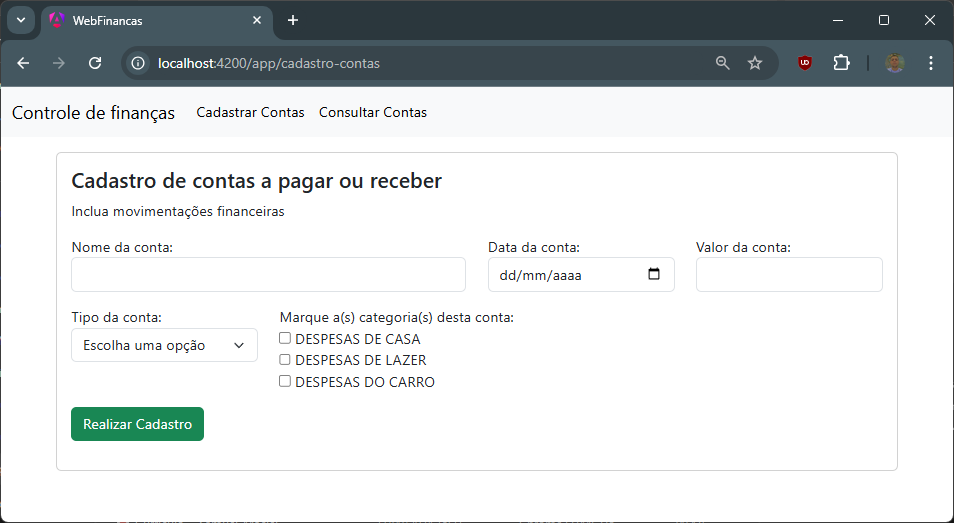 WebFinancas
localhost:4200/app/cadastro-contas
Controle de finanças Cadastrar Contas Consultar Contas
Cadastro de contas a pagar ou receber
Inclua movimentações financeiras
Nome da conta: Data da conta: Valor da conta:
dd/mm/aaaa
Tipo da conta: Marque a(s) categoria(s) desta conta:
Escolha uma opção
DESPESAS DE CASA
DESPESAS DE LAZER
DESPESAS DO CARRO
Realizar Cadastro